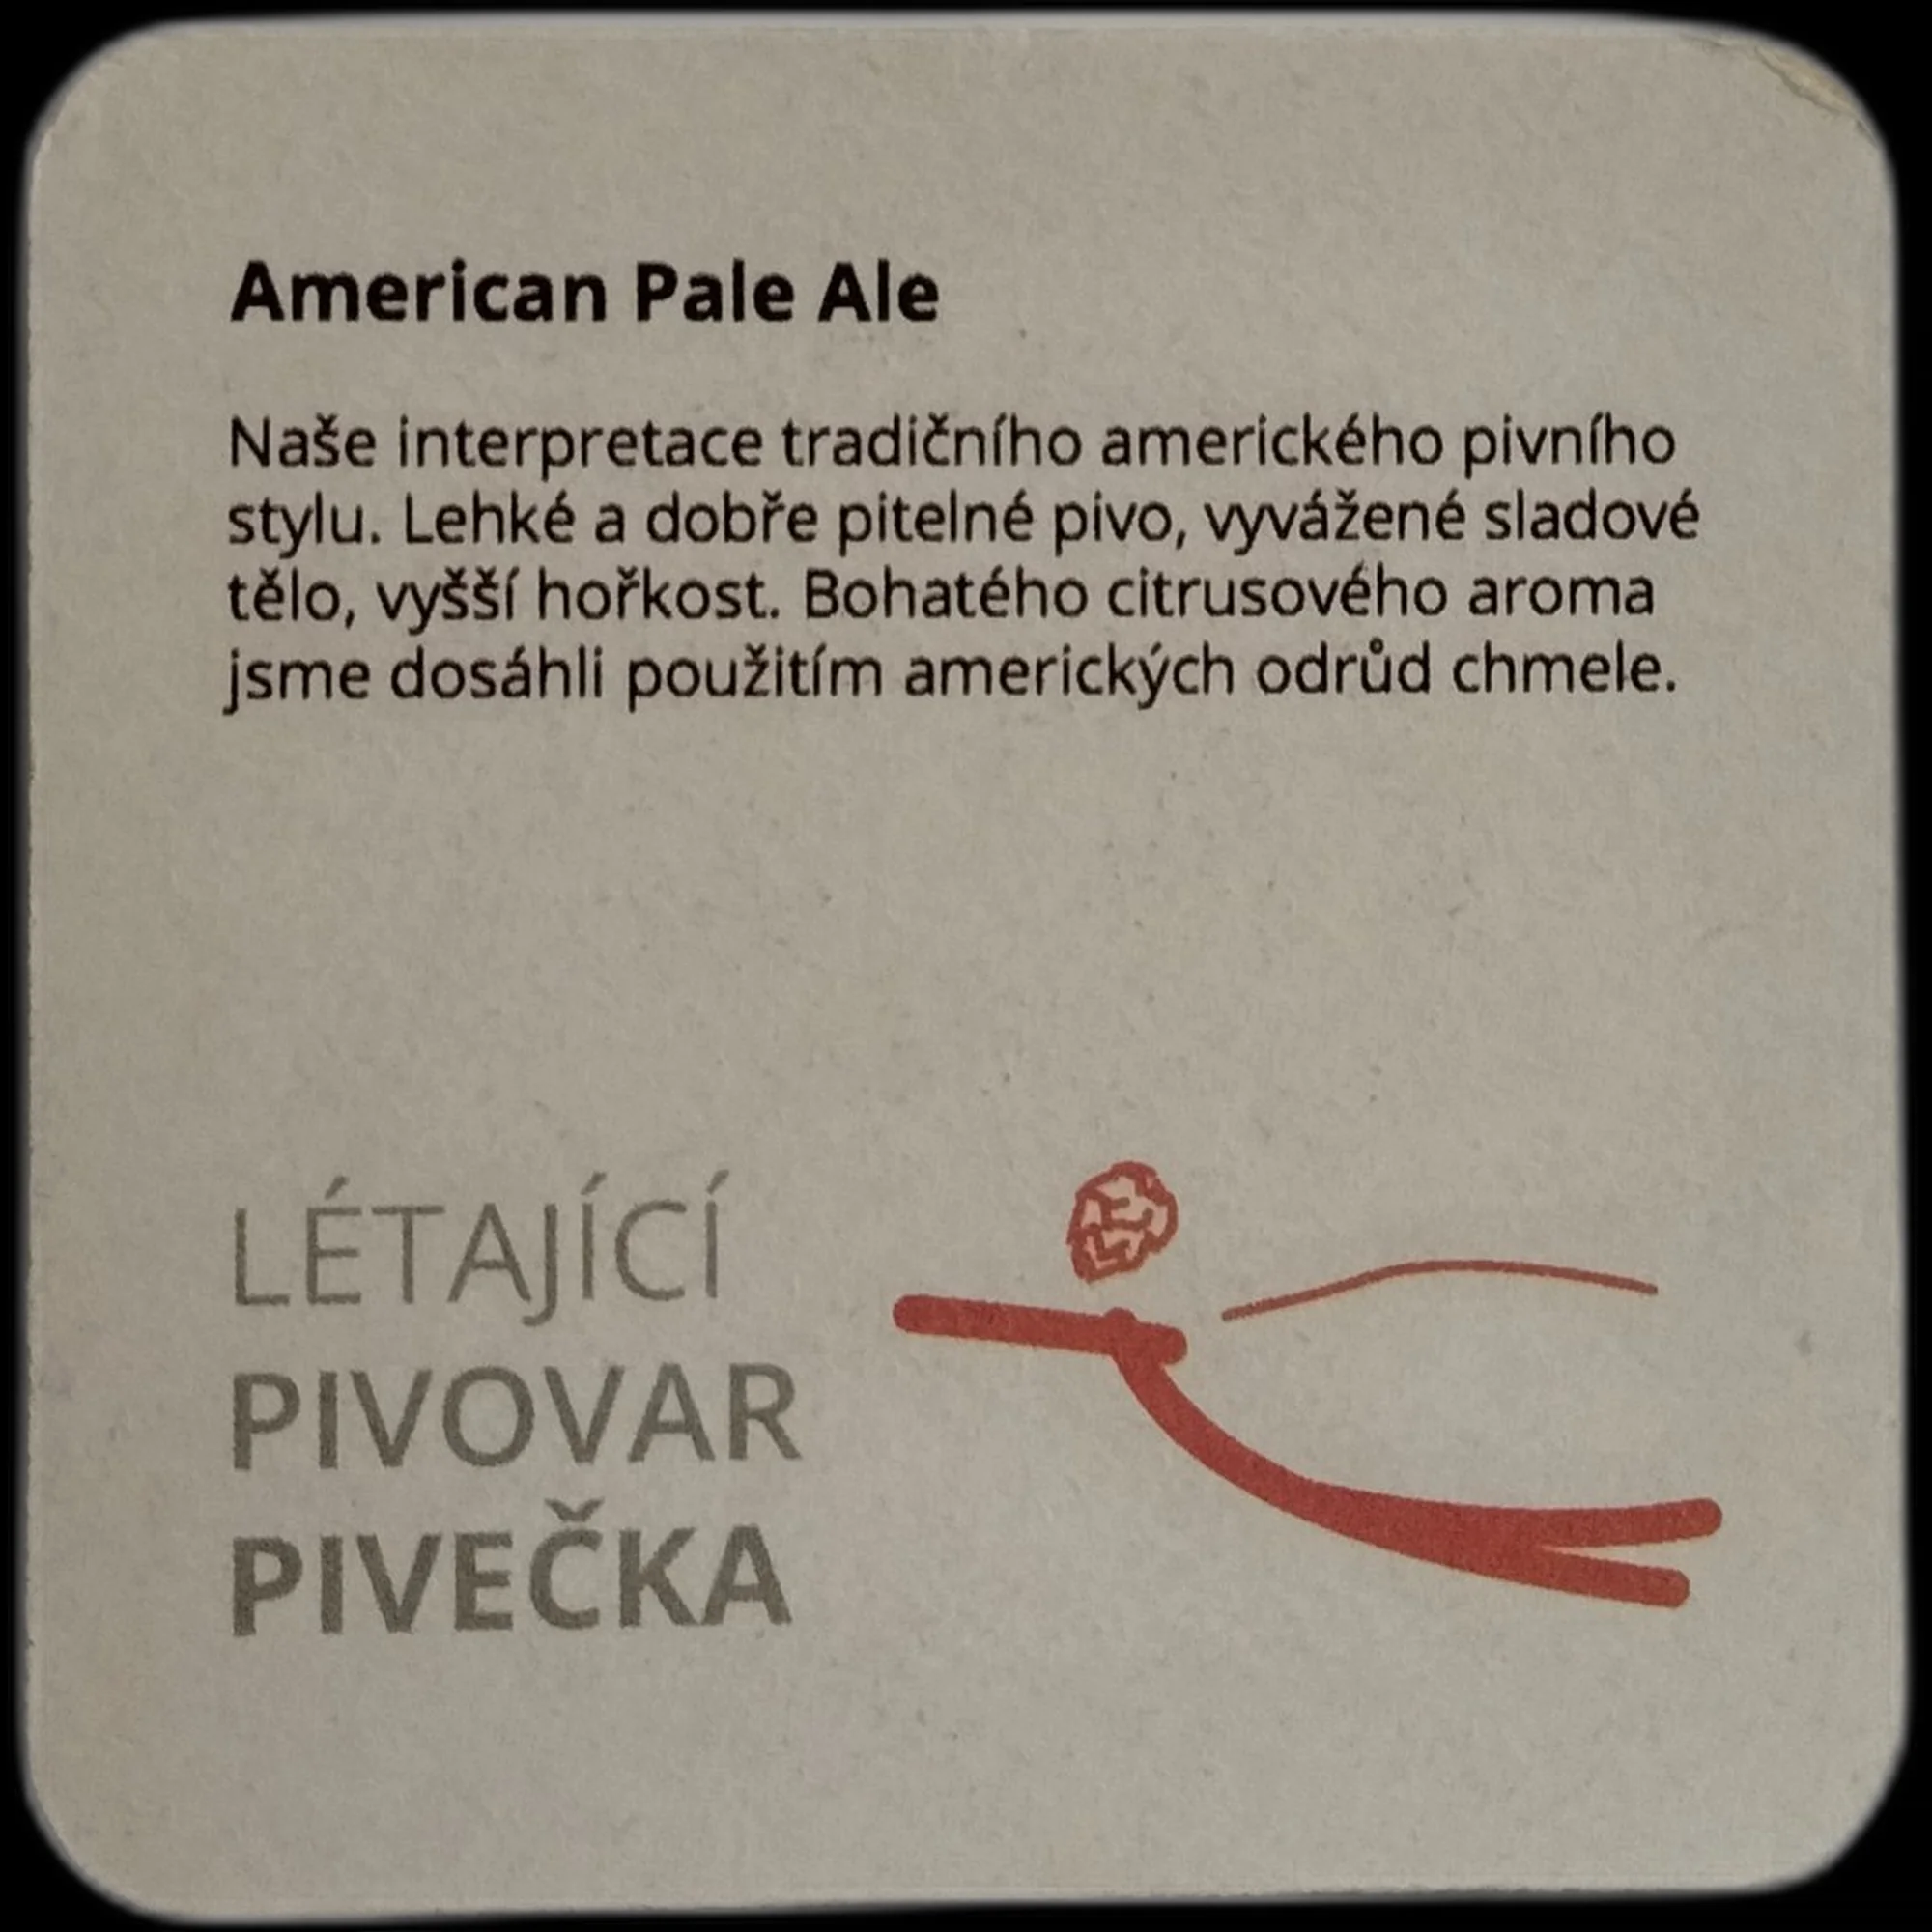 American Pale Ale
Naše interpretace tradičního amerického pivního
stylu. Lehké a dobře pitelné pivo, vyvážené sladové
tělo, vyšší hořkost. Bohatého citrusového aroma
jsme dosáhli použitím amerických odrůd chmele.
LÉTAJÍCÍ
PIVOVAR
PIVEČKA